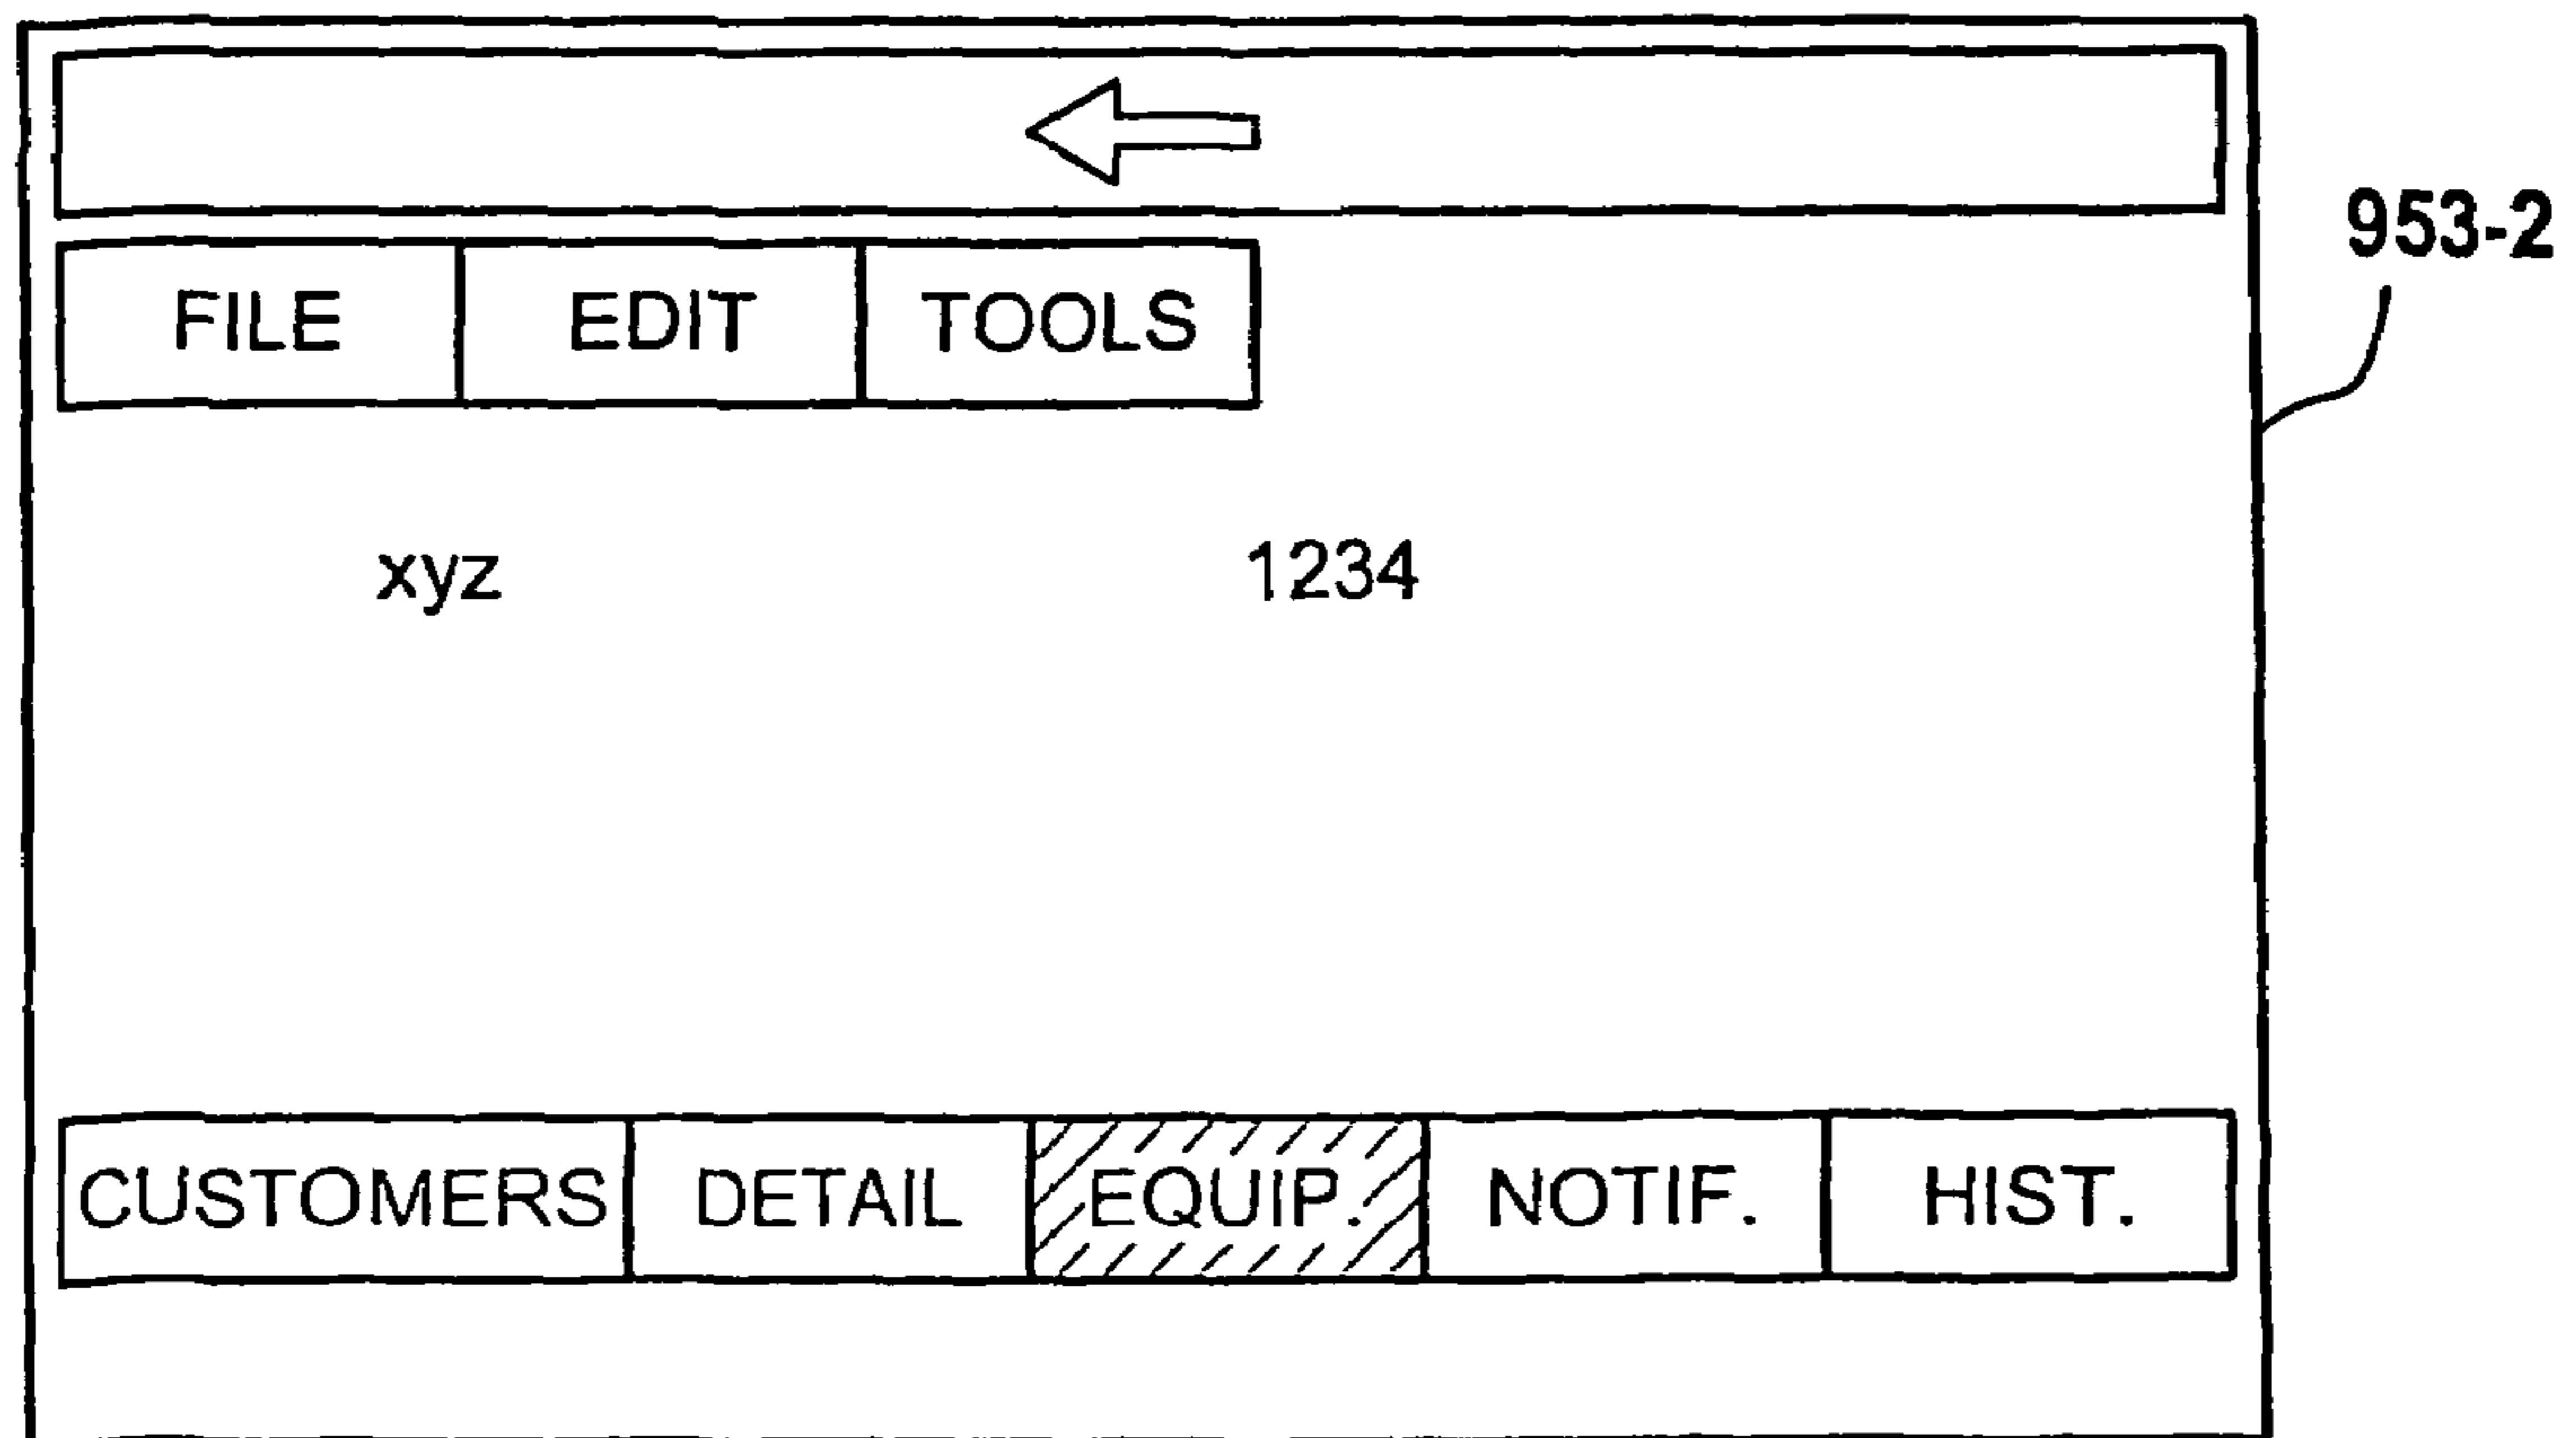 953-2
FILE EDIT TOOLS
xyz 1234
CUSTOMERS DETAIL EQUIP. NOTIF. HIST.